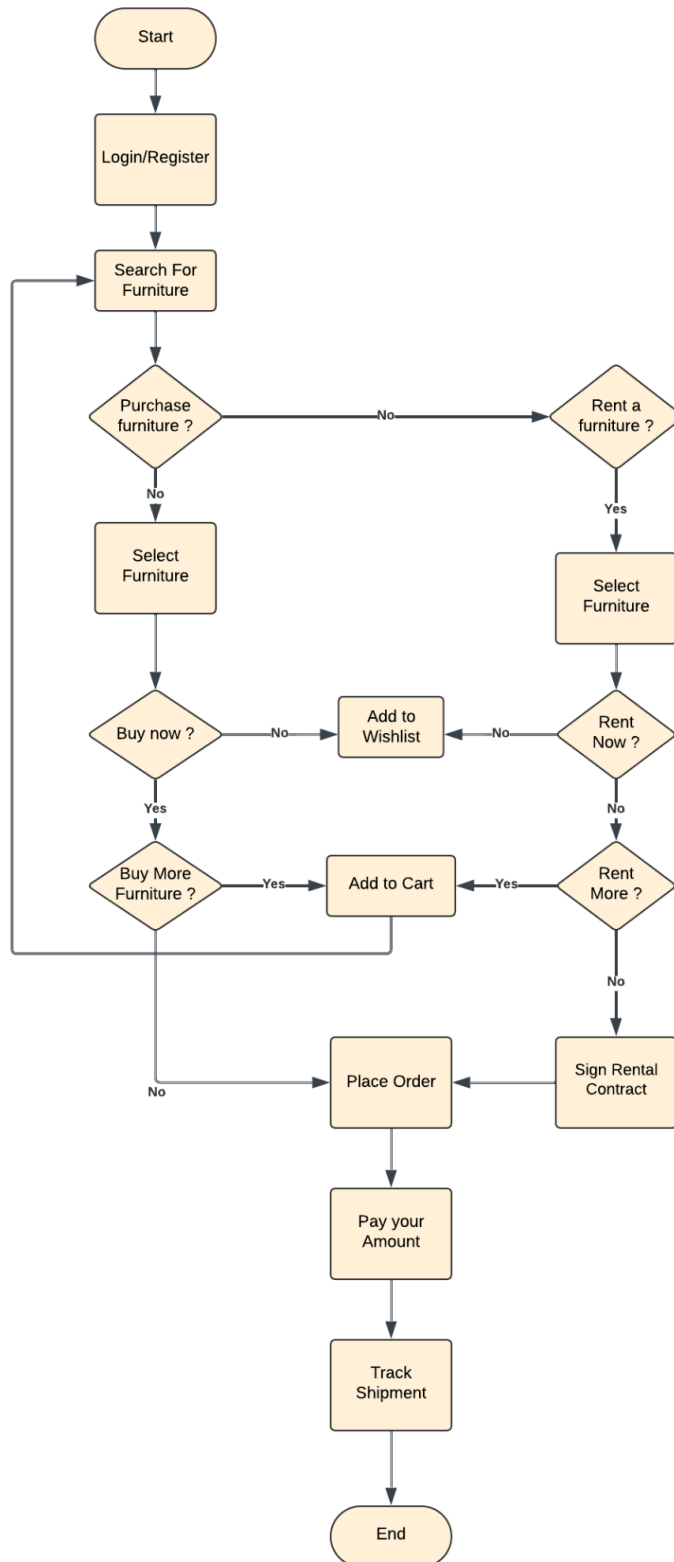 Start
Login/Register
Search For
Furniture
Purchase
furniture ?
No
Rent a
furniture ?
No
Yes
Select
Furniture
Select
Furniture
Buy now ?
No
Add to
Wishlist
No
Rent
Now ?
Yes
No
Buy More
Furniture ?
Yes
Add to Cart
Yes
Rent
More ?
No
Place Order
Sign Rental
Contract
No
Pay your
Amount
Track
Shipment
End